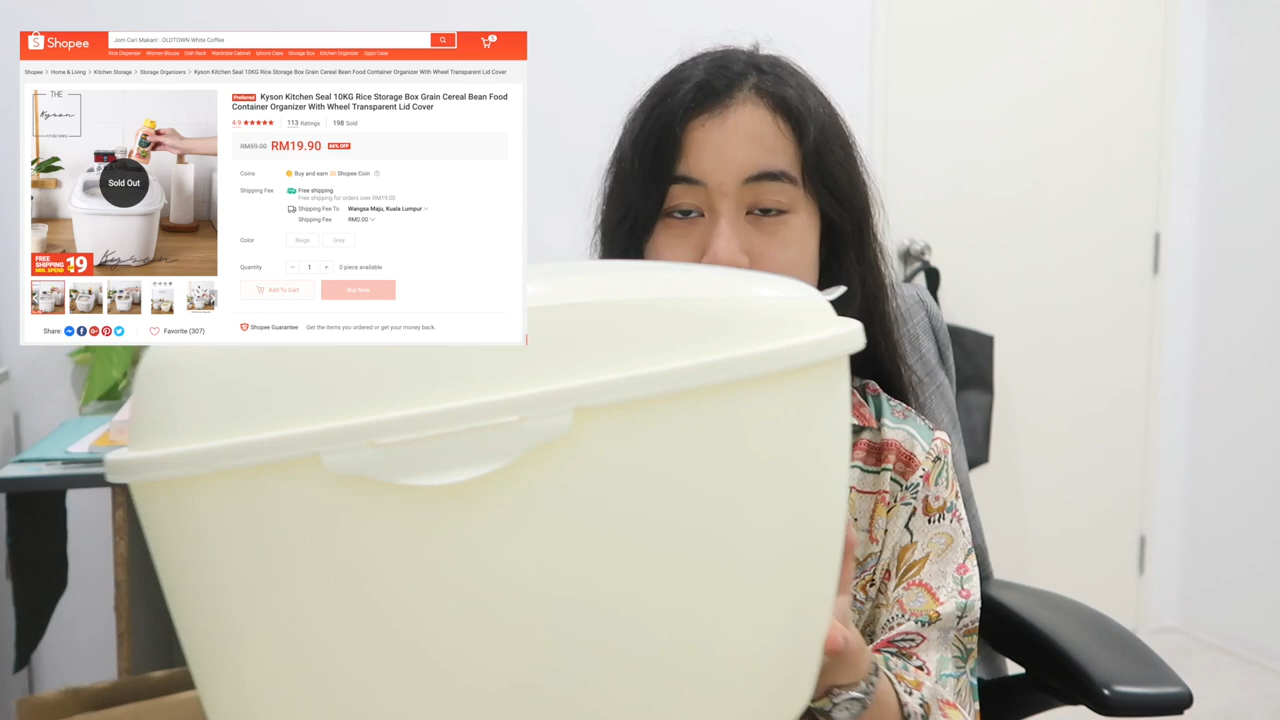 Shopee
Jom Cari Makan! : OLDTOWN White Coffee
5
Rice Dispenser Women Blouse Dish Rack Wardrobe Cabinet Iphone Case Storage Box Kitchen Organizer Oppo Case
Shopee > Home & Living > Kitchen Storage > Storage Organizers > Kyson Kitchen Seal 10KG Rice Storage Box Grain Cereal Bean Food Container Organizer With Wheel Transparent Lid Cover
THE
Kyson
Sold Out
FREE
SHIPPING
MIN. SPEND
19
Kyson
Preferred Kyson Kitchen Seal 10KG Rice Storage Box Grain Cereal Bean Food
Container Organizer With Wheel Transparent Lid Cover
4.9 113 Ratings 198 Sold
RM59.00 RM19.90 66% OFF
Coins Buy and earn 20 Shopee Coin
Shipping Fee Free shipping
Free shipping for orders over RM19.00
Shipping Fee To Wangsa Maju, Kuala Lumpur
Shipping Fee RM0.00
Color Beige Grey
Quantity − 1 + 0 piece available
Add To Cart Buy Now
Share: Favorite (307)
Shopee Guarantee Get the items you ordered or get your money back.